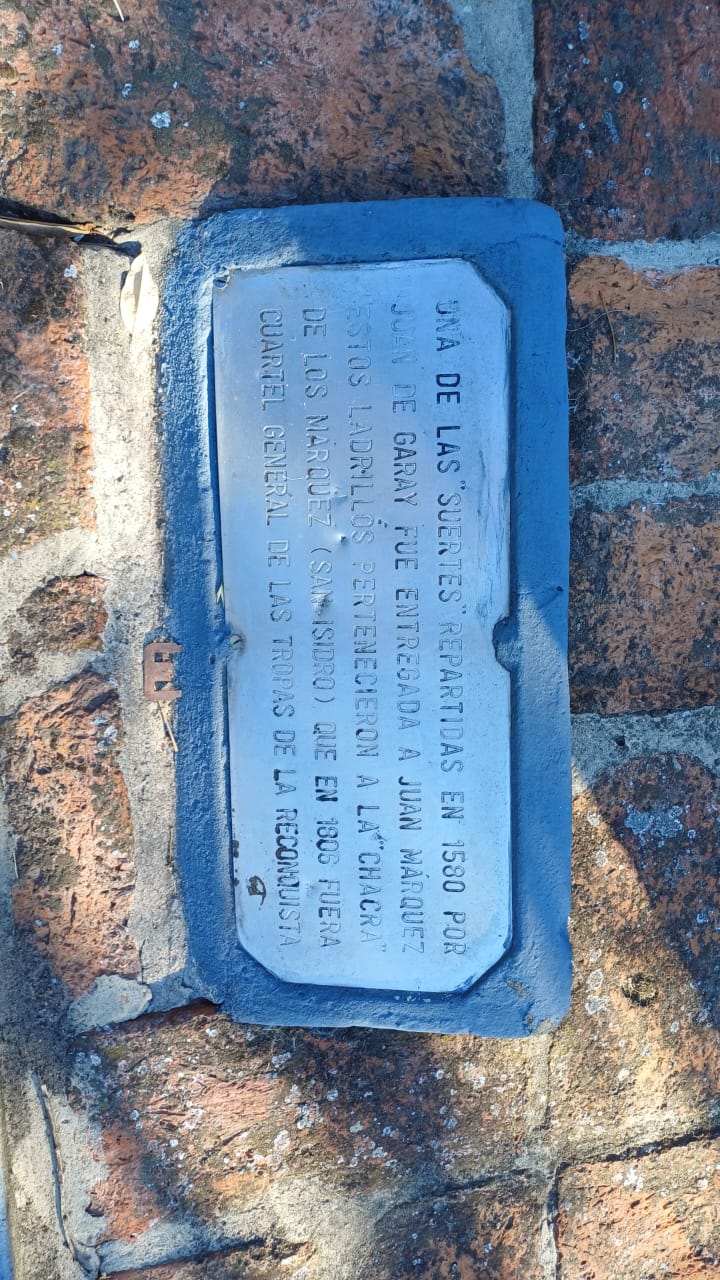 UNA DE LAS "SUERTES" REPARTIDAS EN 1580 POR
JUAN DE GARAY FUE ENTREGADA A JUAN MÁRQUEZ
ESTOS LADRILLOS PERTENECIERON A LA "CHACRA"
DE LOS MÁRQUEZ (SAN ISIDRO) QUE EN 1806 FUERA
CUARTEL GENERAL DE LAS TROPAS DE LA RECONQUISTA